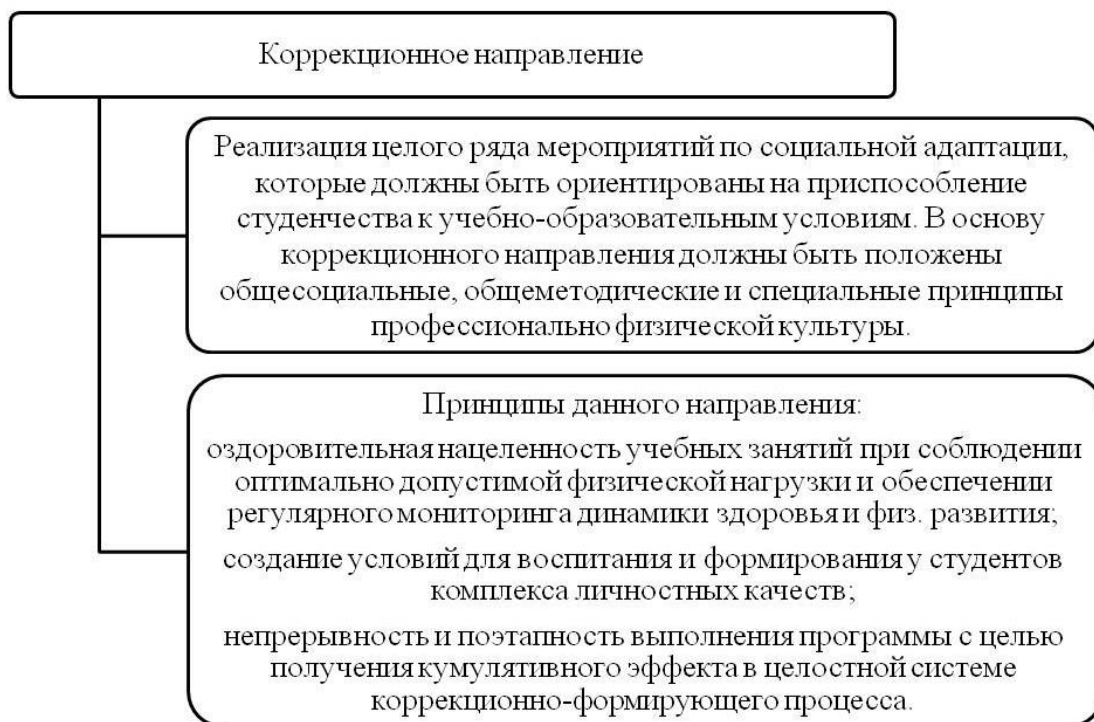 Коррекционное направление
Реализация целого ряда мероприятий по социальной адаптации,
которые должны быть ориентированы на приспособление
студенчества к учебно-образовательным условиям. В основу
коррекционного направления должны быть положены
общесоциальные, общеметодические и специальные принципы
профессионально физической культуры.
Принципы данного направления:
оздоровительная нацеленность учебных занятий при соблюдении
оптимально допустимой физической нагрузки и обеспечении
регулярного мониторинга динамики здоровья и физ. развития;
создание условий для воспитания и формирования у студентов
комплекса личностных качеств;
непрерывность и поэтапность выполнения программы с целью
получения кумулятивного эффекта в целостной системе
коррекционно-формирующего процесса.